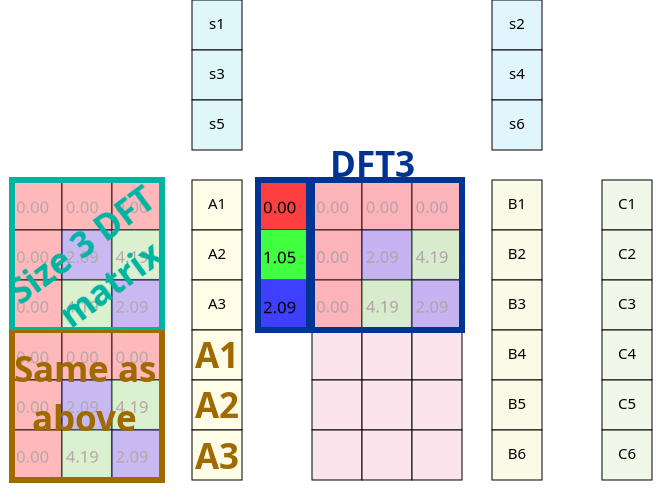 s1 s2
s3 s4
s5 s6
DFT3
0.00 0.00 0.00 A1 0.00 0.00 0.00 0.00 B1 C1
0.00 2.09 4.19 A2 1.05 0.00 2.09 4.19 B2 C2
0.00 4.19 2.09 A3 2.09 0.00 4.19 2.09 B3 C3
Size 3 DFT
matrix
0.00 0.00 0.00 A1 B4 C4
0.00 2.09 4.19 A2 B5 C5
0.00 4.19 2.09 A3 B6 C6
Same as
above